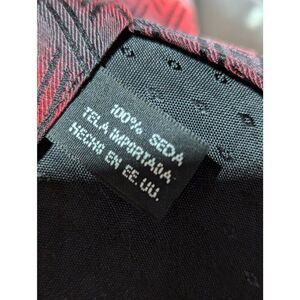 100% SEDA
TELA IMPORTADA
HECHO EN EE.UU.